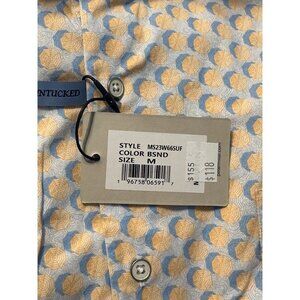 NTUCKED
STYLE MS23W66SUF
COLOR BSND
SIZE M
1 96758 06591 7
$155
$118